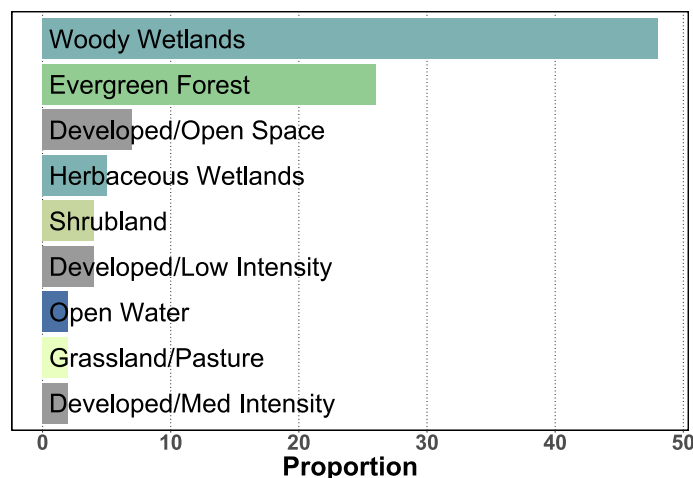 Woody Wetlands
Evergreen Forest
Developed/Open Space
Herbaceous Wetlands
Shrubland
Developed/Low Intensity
Open Water
Grassland/Pasture
Developed/Med Intensity
0 10 20 30 40 50
Proportion